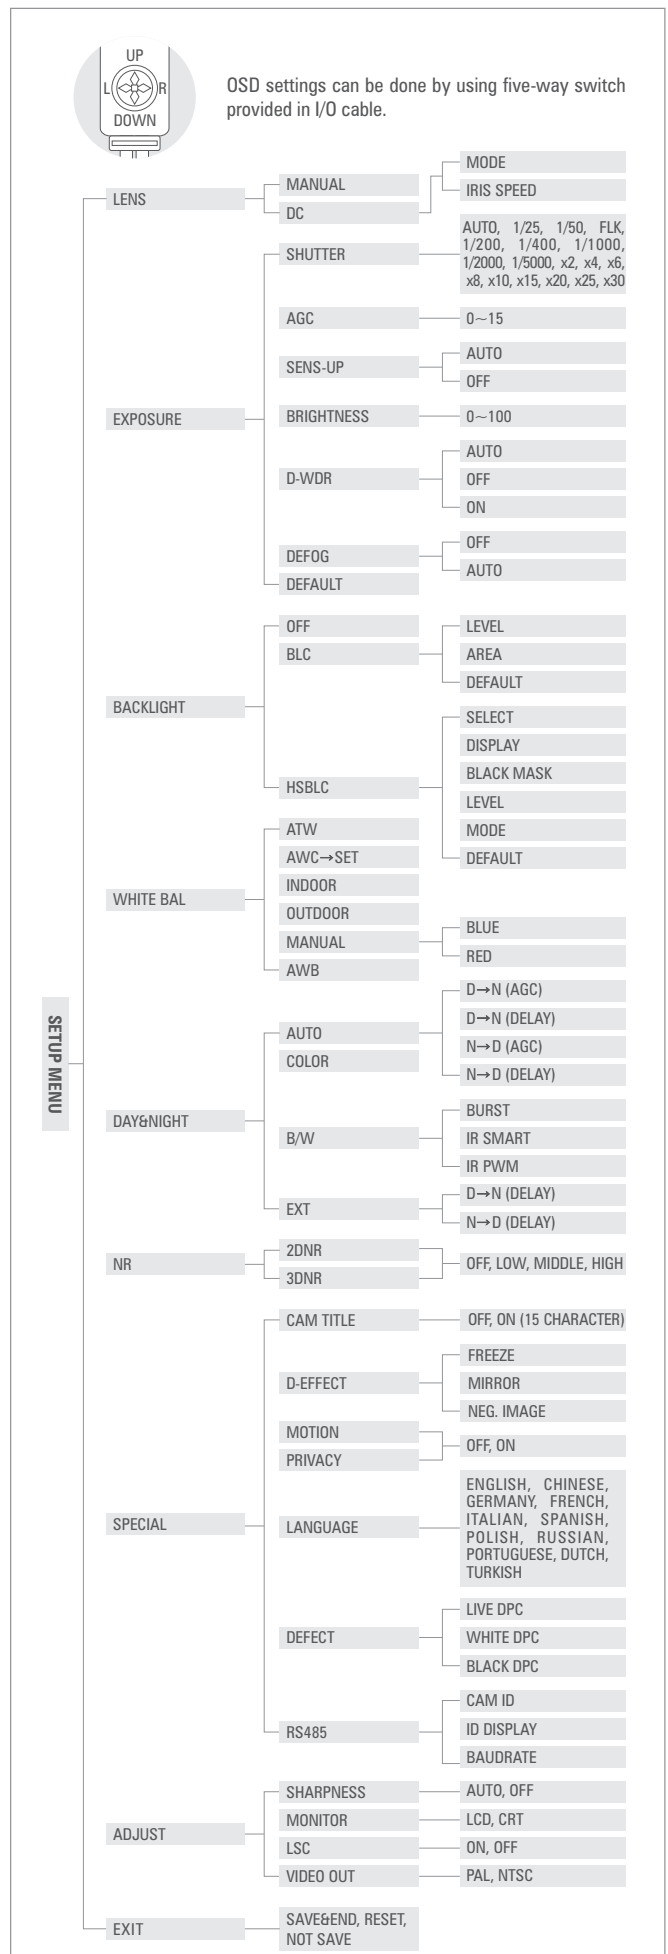 UP
L
R
DOWN
OSD settings can be done by using five-way switch
provided in I/O cable.
SETUP MENU
LENS
MANUAL
DC
MODE
IRIS SPEED
EXPOSURE
SHUTTER
AUTO, 1/25, 1/50, FLK,
1/200, 1/400, 1/1000,
1/2000, 1/5000, x2, x4, x6,
x8, x10, x15, x20, x25, x30
AGC
0~15
SENS-UP
AUTO
OFF
BRIGHTNESS
0~100
D-WDR
AUTO
OFF
ON
DEFOG
OFF
AUTO
DEFAULT
BACKLIGHT
OFF
BLC
LEVEL
AREA
DEFAULT
HSBLC
SELECT
DISPLAY
BLACK MASK
LEVEL
MODE
DEFAULT
WHITE BAL
ATW
AWC→SET
INDOOR
OUTDOOR
MANUAL
BLUE
RED
AWB
DAY&NIGHT
AUTO
D→N (AGC)
D→N (DELAY)
N→D (AGC)
N→D (DELAY)
COLOR
B/W
BURST
IR SMART
IR PWM
EXT
D→N (DELAY)
N→D (DELAY)
NR
2DNR
3DNR
OFF, LOW, MIDDLE, HIGH
SPECIAL
CAM TITLE
OFF, ON (15 CHARACTER)
D-EFFECT
FREEZE
MIRROR
NEG. IMAGE
MOTION
PRIVACY
OFF, ON
LANGUAGE
ENGLISH, CHINESE,
GERMANY, FRENCH,
ITALIAN, SPANISH,
POLISH, RUSSIAN,
PORTUGUESE, DUTCH,
TURKISH
DEFECT
LIVE DPC
WHITE DPC
BLACK DPC
RS485
CAM ID
ID DISPLAY
BAUDRATE
ADJUST
SHARPNESS
AUTO, OFF
MONITOR
LCD, CRT
LSC
ON, OFF
VIDEO OUT
PAL, NTSC
EXIT
SAVE&END, RESET,
NOT SAVE